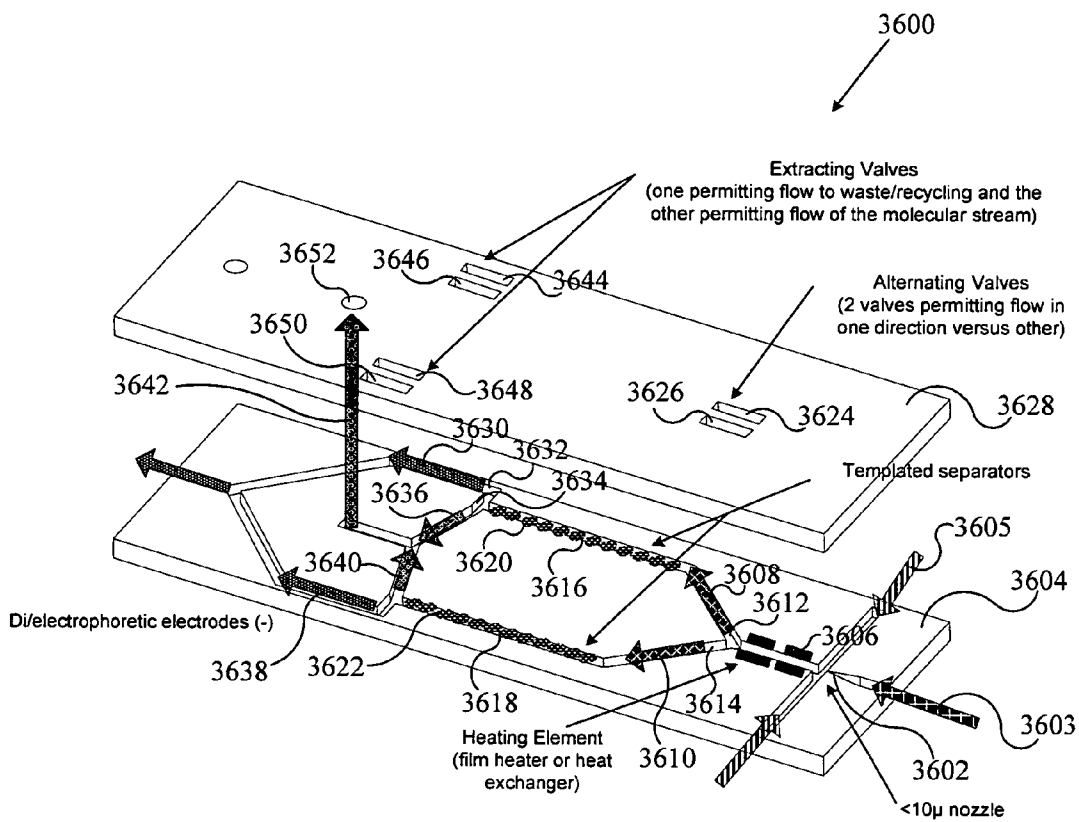 3600
Extracting Valves
(one permitting flow to waste/recycling and the
other permitting flow of the molecular stream)
3652
3646
3644
Alternating Valves
(2 valves permitting flow in
one direction versus other)
3650
3648
3642
3626
3624
3628
3630
3632
3634
Templated separators
3636
3605
3620
3616
3608
3604
3640
3612
3606
Di/electrophoretic electrodes (-)
3638
3622
3618
3614
3603
Heating Element
(film heater or heat
exchanger)
3610
3602
<10µ nozzle